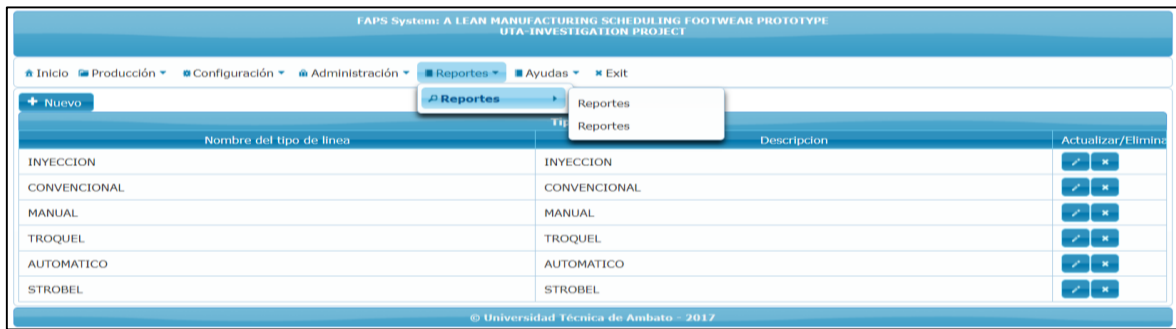 FAPS System: A LEAN MANUFACTURING SCHEDULING FOOTWEAR PROTOTYPE
UTA-INVESTIGATION PROJECT
Inicio Producción Configuración Administración Reportes Ayudas Exit
Nuevo
Reportes
Reportes
Reportes
Nombre del tipo de linea Descripcion Actualizar/Elimina
INYECCION INYECCION
CONVENCIONAL CONVENCIONAL
MANUAL MANUAL
TROQUEL TROQUEL
AUTOMATICO AUTOMATICO
STROBEL STROBEL
© Universidad Técnica de Ambato - 2017